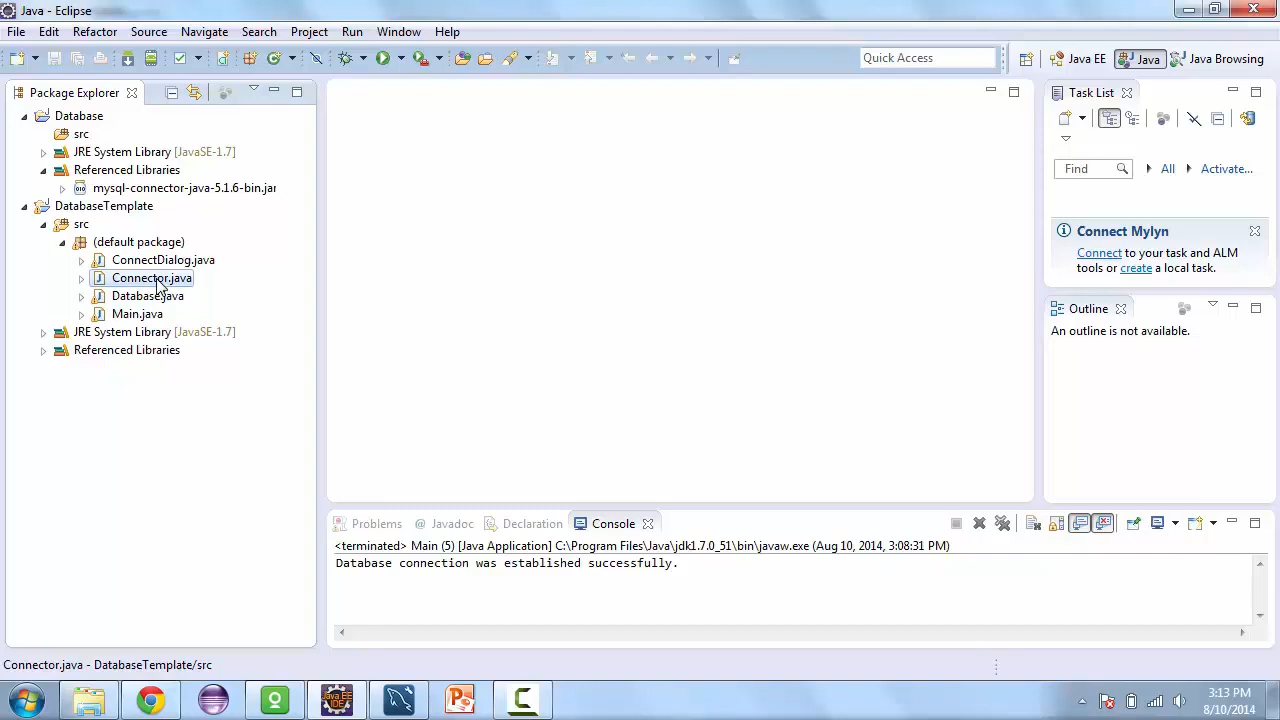 Java - Eclipse
File Edit Refactor Source Navigate Search Project Run Window Help
Quick Access
Java EE Java Java Browsing
Package Explorer
Database
src
JRE System Library [JavaSE-1.7]
Referenced Libraries
mysql-connector-java-5.1.6-bin.jar
DatabaseTemplate
src
(default package)
ConnectDialog.java
Connector.java
Database.java
Main.java
JRE System Library [JavaSE-1.7]
Referenced Libraries
Task List
Find All Activate...
Connect Mylyn
Connect to your task and ALM
tools or create a local task.
Outline
An outline is not available.
Problems @ Javadoc Declaration Console
<terminated> Main (5) [Java Application] C:\Program Files\Java\jdk1.7.0_51\bin\javaw.exe (Aug 10, 2014, 3:08:31 PM)
Database connection was established successfully.
Connector.java - DatabaseTemplate/src
Java EE
IDE
3:13 PM
8/10/2014